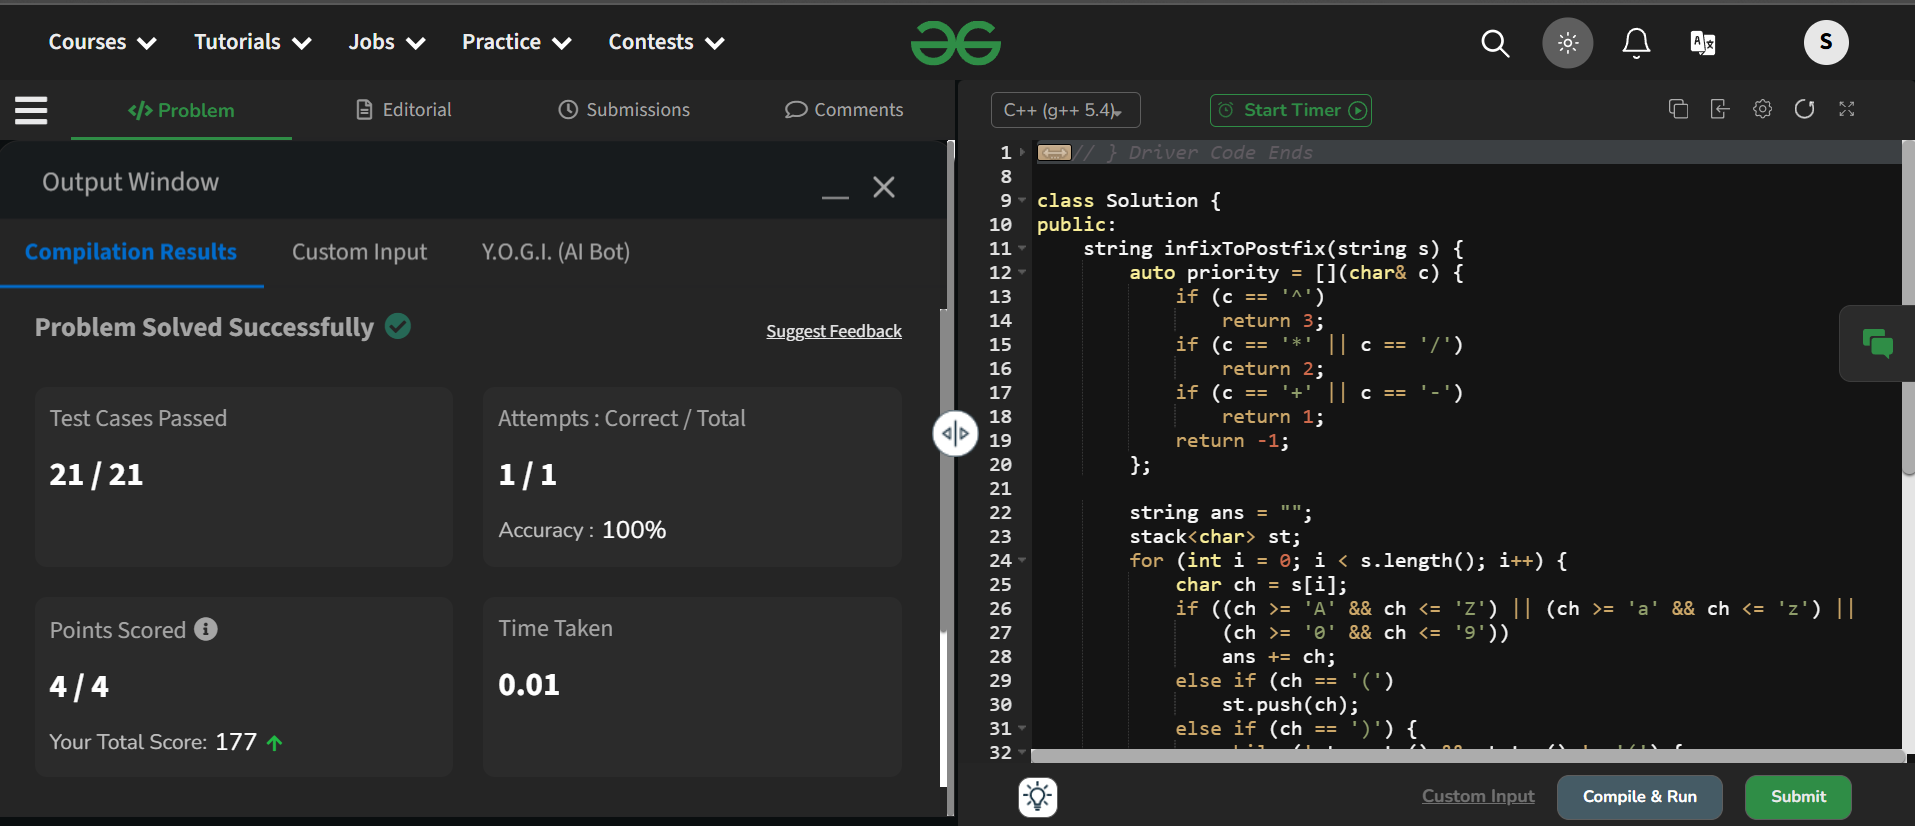 Courses Tutorials Jobs Practice Contests
S
</> Problem Editorial Submissions Comments
Output Window
Compilation Results Custom Input Y.O.G.I. (AI Bot)
Problem Solved Successfully
Suggest Feedback
Test Cases Passed
21 / 21
Attempts : Correct / Total
1 / 1
Accuracy : 100%
Points Scored
4 / 4
Your Total Score: 177
Time Taken
0.01
C++ (g++ 5.4) Start Timer
1 // } Driver Code Ends
8
9 class Solution {
10 public:
11 string infixToPostfix(string s) {
12 auto priority = [](char& c) {
13 if (c == '^')
14 return 3;
15 if (c == '*' || c == '/')
16 return 2;
17 if (c == '+' || c == '-')
18 return 1;
19 return -1;
20 };
21
22 string ans = "";
23 stack<char> st;
24 for (int i = 0; i < s.length(); i++) {
25 char ch = s[i];
26 if ((ch >= 'A' && ch <= 'Z') || (ch >= 'a' && ch <= 'z') ||
27 (ch >= '0' && ch <= '9'))
28 ans += ch;
29 else if (ch == '(')
30 st.push(ch);
31 else if (ch == ')') {
32
Custom Input Compile & Run Submit